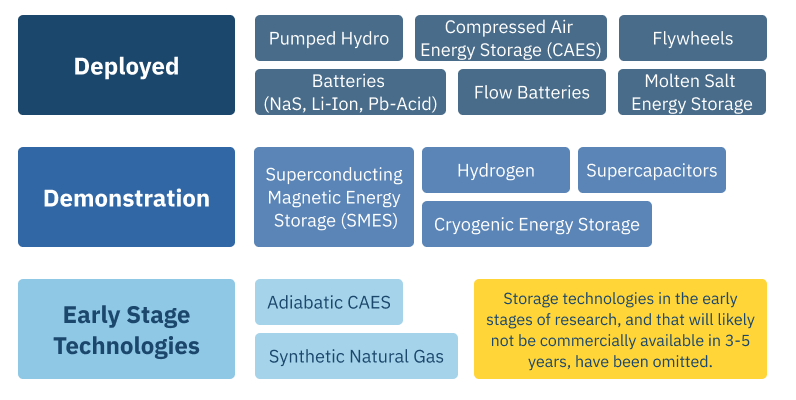 Deployed
Pumped Hydro
Compressed Air
Energy Storage (CAES)
Flywheels
Batteries
(NaS, Li-Ion, Pb-Acid)
Flow Batteries
Molten Salt
Energy Storage
Demonstration
Superconducting
Magnetic Energy
Storage (SMES)
Hydrogen
Supercapacitors
Cryogenic Energy Storage
Early Stage
Technologies
Adiabatic CAES
Synthetic Natural Gas
Storage technologies in the early
stages of research, and that will likely
not be commercially available in 3-5
years, have been omitted.